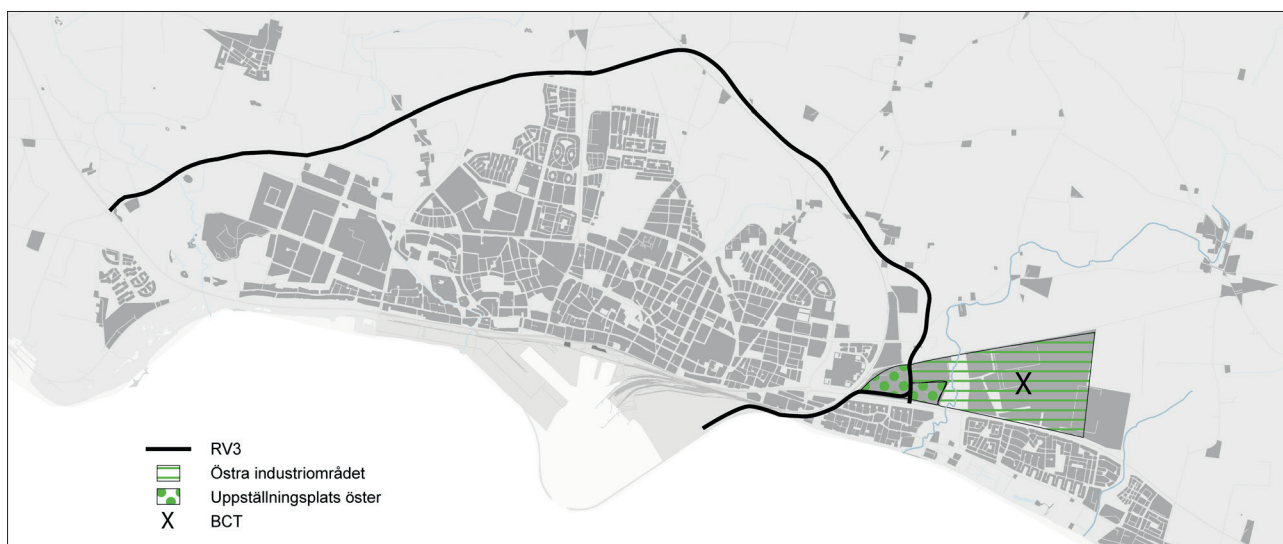 X
RV3
Östra industriområdet
Uppställningsplats öster
X BCT